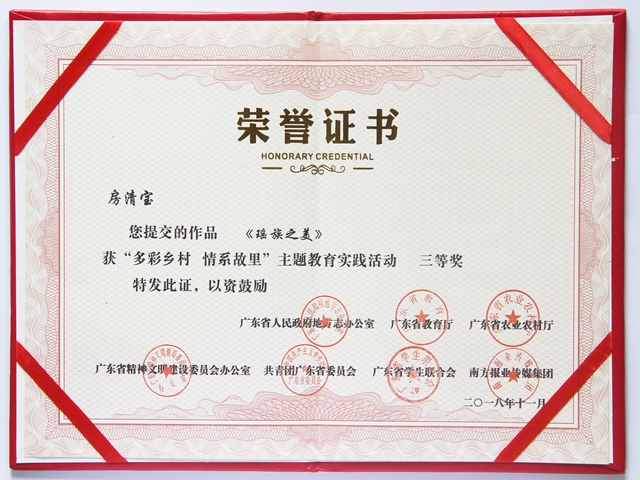 荣誉证书
HONORARY CREDENTIAL
房清宝
您提交的作品 《瑶族之美》
获“多彩乡村 情系故里”主题教育实践活动 三等奖
特发此证，以资鼓励
广东省人民政府地方志办公室 广东省教育厅 广东省农业农村厅
广东省精神文明建设委员会办公室 共青团广东省委员会 广东省学生联合会 南方报业传媒集团
二〇一八年十一月